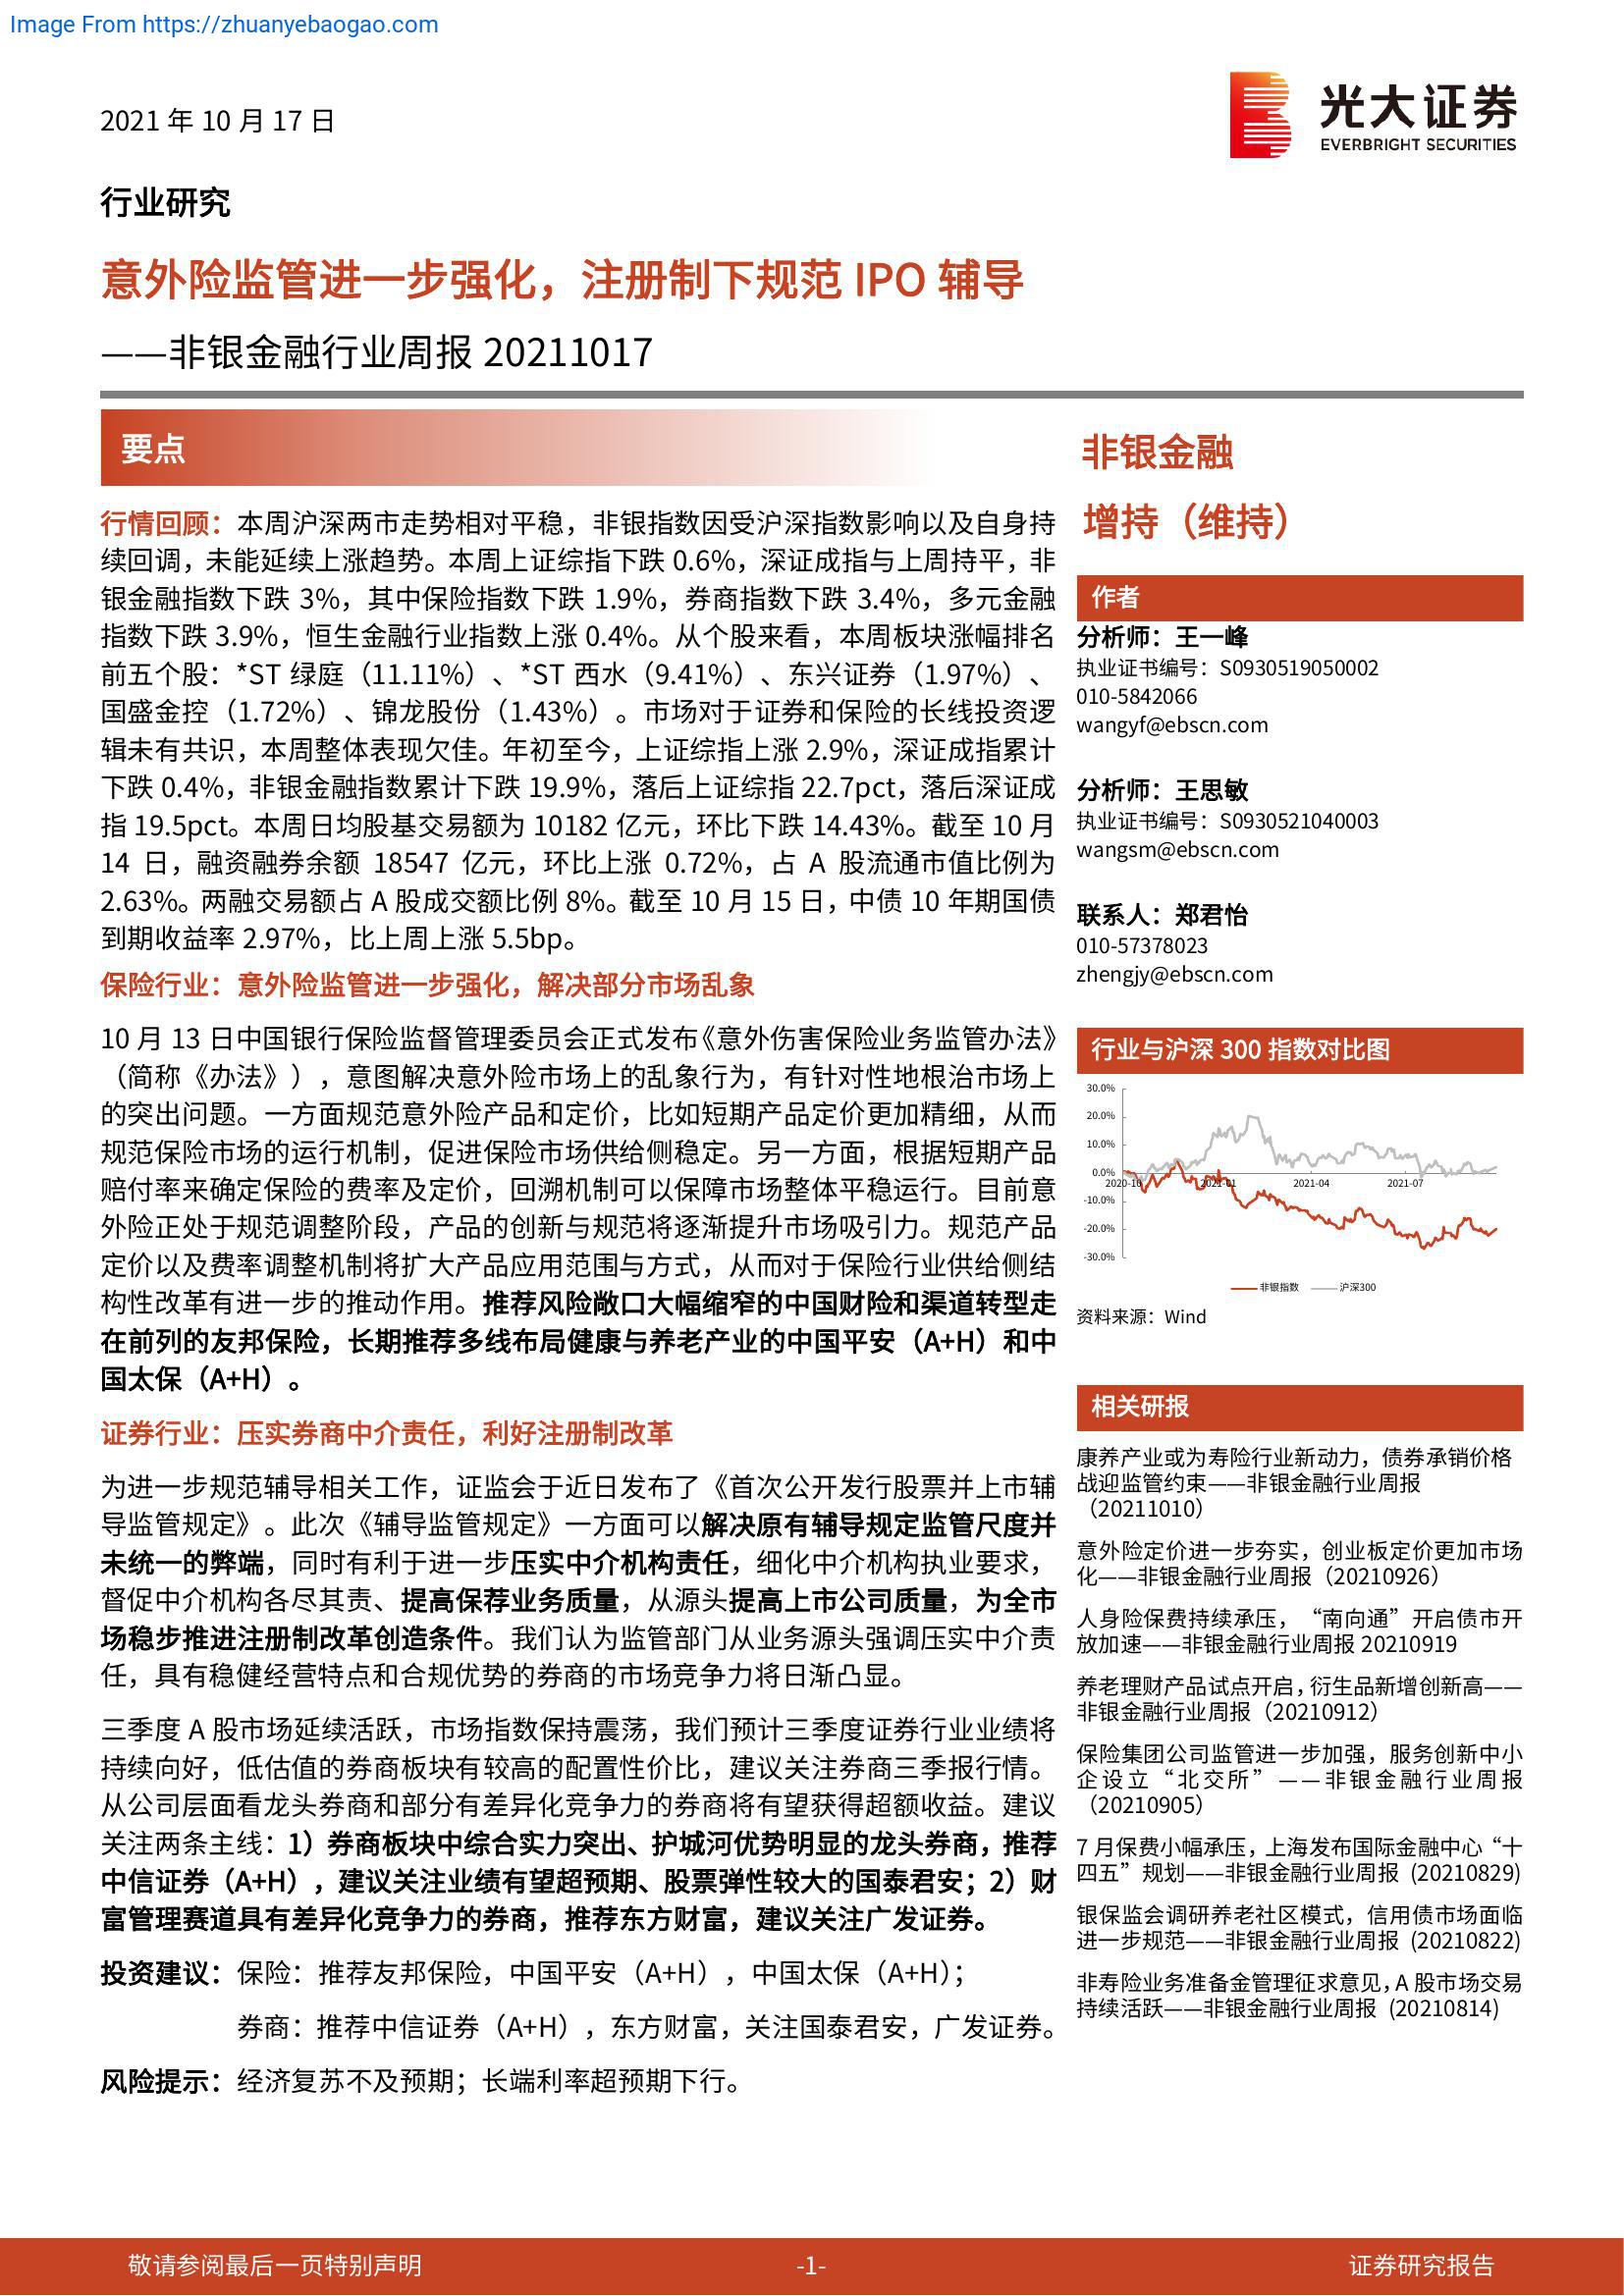 Image From https://zhuanyebaogao.com
2021 年 10 月 17 日
光大证券
EVERBRIGHT SECURITIES
行业研究
意外险监管进一步强化，注册制下规范 IPO 辅导
——非银金融行业周报 20211017
要点
行情回顾：本周沪深两市走势相对平稳，非银指数因受沪深指数影响以及自身持
续回调，未能延续上涨趋势。本周上证综指下跌 0.6%，深证成指与上周持平，非
银金融指数下跌 3%，其中保险指数下跌 1.9%，券商指数下跌 3.4%，多元金融
指数下跌 3.9%，恒生金融行业指数上涨 0.4%。从个股来看，本周板块涨幅排名
前五个股：*ST 绿庭（11.11%）、*ST 西水（9.41%）、东兴证券（1.97%）、
国盛金控（1.72%）、锦龙股份（1.43%）。市场对于证券和保险的长线投资逻
辑未有共识，本周整体表现欠佳。年初至今，上证综指上涨 2.9%，深证成指累计
下跌 0.4%，非银金融指数累计下跌 19.9%，落后上证综指 22.7pct，落后深证成
指 19.5pct。本周日均股基交易额为 10182 亿元，环比下跌 14.43%。截至 10 月
14 日，融资融券余额 18547 亿元，环比上涨 0.72%，占 A 股流通市值比例为
2.63%。两融交易额占 A 股成交额比例 8%。截至 10 月 15 日，中债 10 年期国债
到期收益率 2.97%，比上周上涨 5.5bp。
保险行业：意外险监管进一步强化，解决部分市场乱象
10 月 13 日中国银行保险监督管理委员会正式发布《意外伤害保险业务监管办法》
（简称《办法》），意图解决意外险市场上的乱象行为，有针对性地根治市场上
的突出问题。一方面规范意外险产品和定价，比如短期产品定价更加精细，从而
规范保险市场的运行机制，促进保险市场供给侧稳定。另一方面，根据短期产品
赔付率来确定保险的费率及定价，回溯机制可以保障市场整体平稳运行。目前意
外险正处于规范调整阶段，产品的创新与规范将逐渐提升市场吸引力。规范产品
定价以及费率调整机制将扩大产品应用范围与方式，从而对于保险行业供给侧结
构性改革有进一步的推动作用。推荐风险敞口大幅缩窄的中国财险和渠道转型走
在前列的友邦保险，长期推荐多线布局健康与养老产业的中国平安（A+H）和中
国太保（A+H）。
证券行业：压实券商中介责任，利好注册制改革
为进一步规范辅导相关工作，证监会于近日发布了《首次公开发行股票并上市辅
导监管规定》。此次《辅导监管规定》一方面可以解决原有辅导规定监管尺度并
未统一的弊端，同时有利于进一步压实中介机构责任，细化中介机构执业要求，
督促中介机构各尽其责、提高保荐业务质量，从源头提高上市公司质量，为全市
场稳步推进注册制改革创造条件。我们认为监管部门从业务源头强调压实中介责
任，具有稳健经营特点和合规优势的券商的市场竞争力将日渐凸显。
三季度 A 股市场延续活跃，市场指数保持震荡，我们预计三季度证券行业业绩将
持续向好，低估值的券商板块有较高的配置性价比，建议关注券商三季报行情。
从公司层面看龙头券商和部分有差异化竞争力的券商将有望获得超额收益。建议
关注两条主线：1）券商板块中综合实力突出、护城河优势明显的龙头券商，推荐
中信证券（A+H），建议关注业绩有望超预期、股票弹性较大的国泰君安；2）财
富管理赛道具有差异化竞争力的券商，推荐东方财富，建议关注广发证券。
投资建议：保险：推荐友邦保险，中国平安（A+H），中国太保（A+H）；
券商：推荐中信证券（A+H），东方财富，关注国泰君安，广发证券。
风险提示：经济复苏不及预期；长端利率超预期下行。
非银金融
增持（维持）
作者
分析师：王一峰
执业证书编号：S0930519050002
010-5842066
wangyf@ebscn.com
分析师：王思敏
执业证书编号：S0930521040003
wangsm@ebscn.com
联系人：郑君怡
010-57378023
zhengjy@ebscn.com
行业与沪深 300 指数对比图
30.0%
20.0%
10.0%
0.0%
2020-10 2021-01 2021-04 2021-07
-10.0%
-20.0%
-30.0%
非银指数 沪深300
资料来源：Wind
相关研报
康养产业或为寿险行业新动力，债券承销价格
战迎监管约束——非银金融行业周报
（20211010）
意外险定价进一步夯实，创业板定价更加市场
化——非银金融行业周报（20210926）
人身险保费持续承压，“南向通”开启债市开
放加速——非银金融行业周报 20210919
养老理财产品试点开启，衍生品新增创新高——
非银金融行业周报（20210912）
保险集团公司监管进一步加强，服务创新中小
企设立“北交所”——非银金融行业周报
（20210905）
7 月保费小幅承压，上海发布国际金融中心“十
四五”规划——非银金融行业周报 (20210829)
银保监会调研养老社区模式，信用债市场面临
进一步规范——非银金融行业周报 (20210822)
非寿险业务准备金管理征求意见，A 股市场交易
持续活跃——非银金融行业周报 (20210814)
敬请参阅最后一页特别声明
-1-
证券研究报告